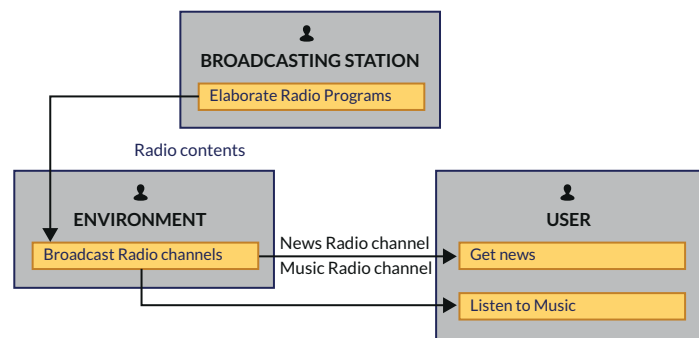 BROADCASTING STATION
Elaborate Radio Programs
Radio contents
ENVIRONMENT
Broadcast Radio channels
News Radio channel
Music Radio channel
USER
Get news
Listen to Music